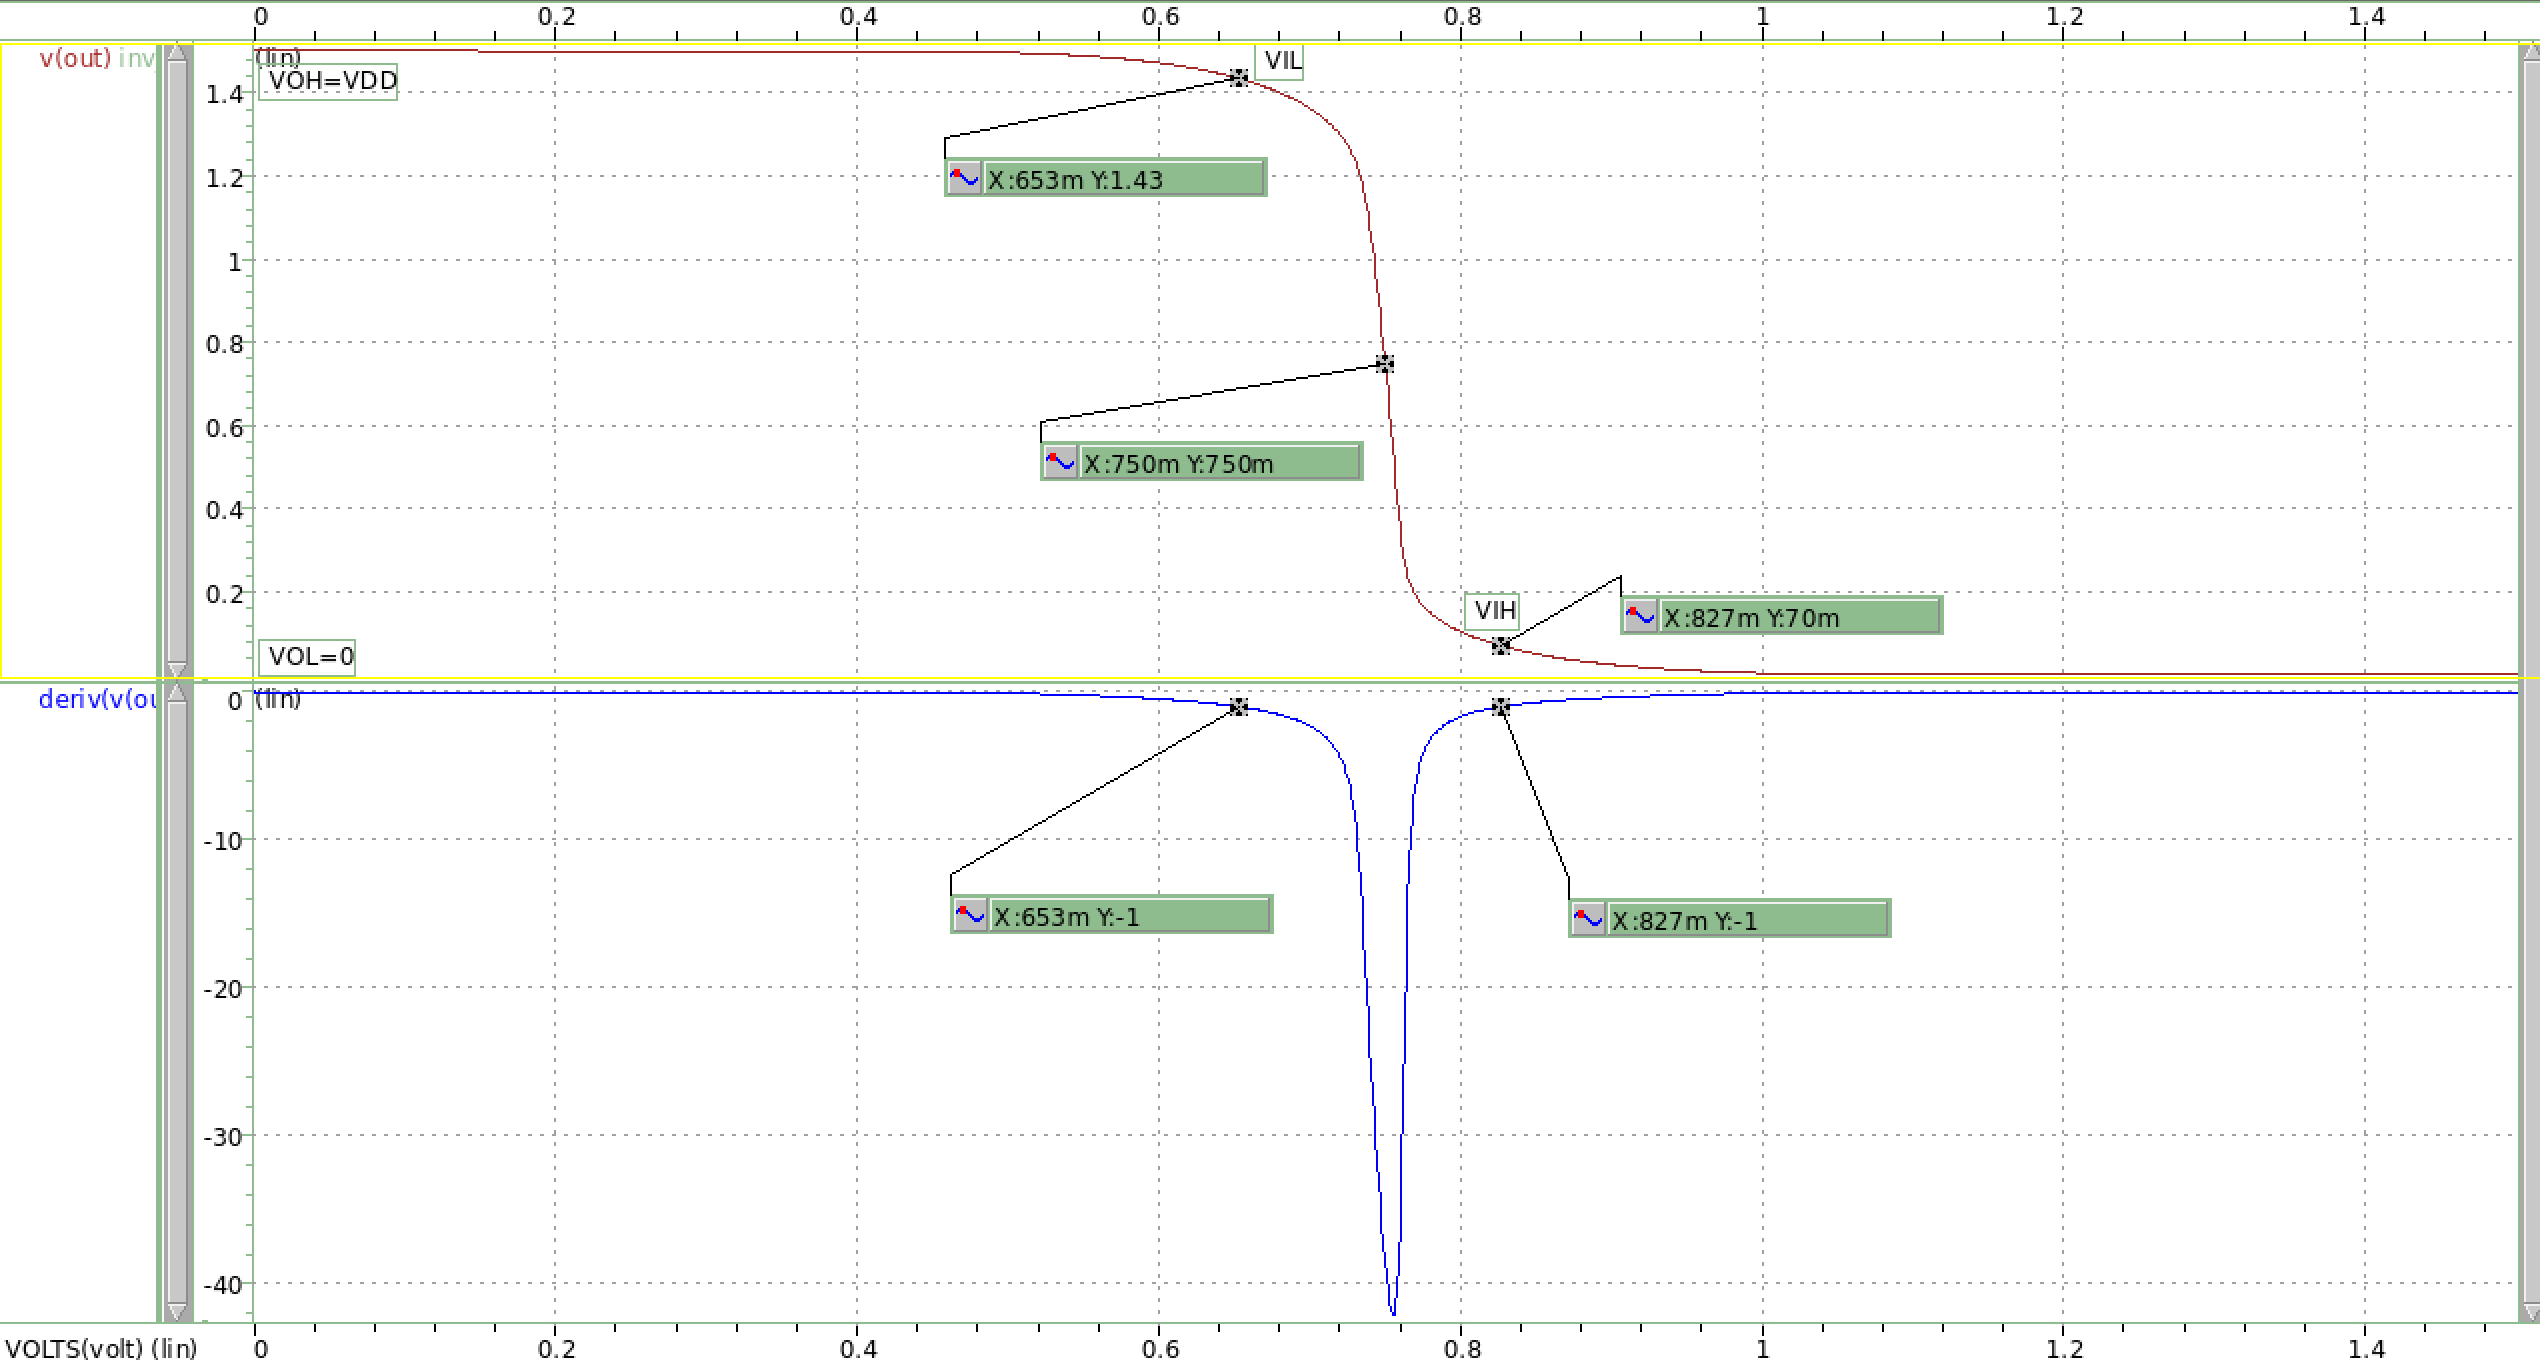 0 0.2 0.4 0.6 0.8 1 1.2 1.4
v(out) inv
(lin)
VOH=VDD
VIL
1.4
X:653m Y:1.43
1.2
1
0.8
X:750m Y:750m
0.6
0.4
0.2
VIH
X:827m Y:70m
VOL=0
deriv(v(ou
0 (lin)
-10
X:653m Y:-1
X:827m Y:-1
-20
-30
-40
VOLTS(volt) (lin) 0 0.2 0.4 0.6 0.8 1 1.2 1.4